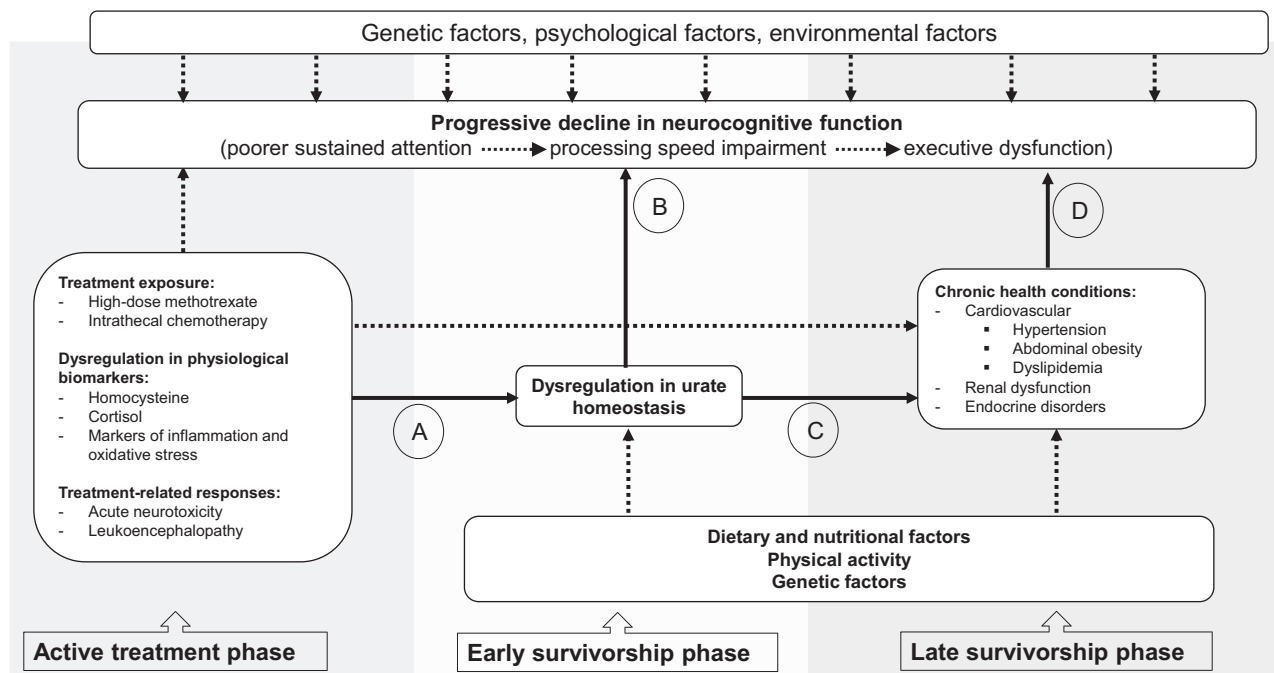 Genetic factors, psychological factors, environmental factors
Progressive decline in neurocognitive function
(poorer sustained attention processing speed impairment executive dysfunction)
B
D
Treatment exposure:
- High-dose methotrexate
- Intrathecal chemotherapy
Dysregulation in physiological
biomarkers:
- Homocysteine
- Cortisol
- Markers of inflammation and
oxidative stress
Treatment-related responses:
- Acute neurotoxicity
- Leukoencephalopathy
A
Dysregulation in urate
homeostasis
C
Chronic health conditions:
- Cardiovascular
▪ Hypertension
▪ Abdominal obesity
▪ Dyslipidemia
- Renal dysfunction
- Endocrine disorders
Dietary and nutritional factors
Physical activity
Genetic factors
Active treatment phase
Early survivorship phase
Late survivorship phase